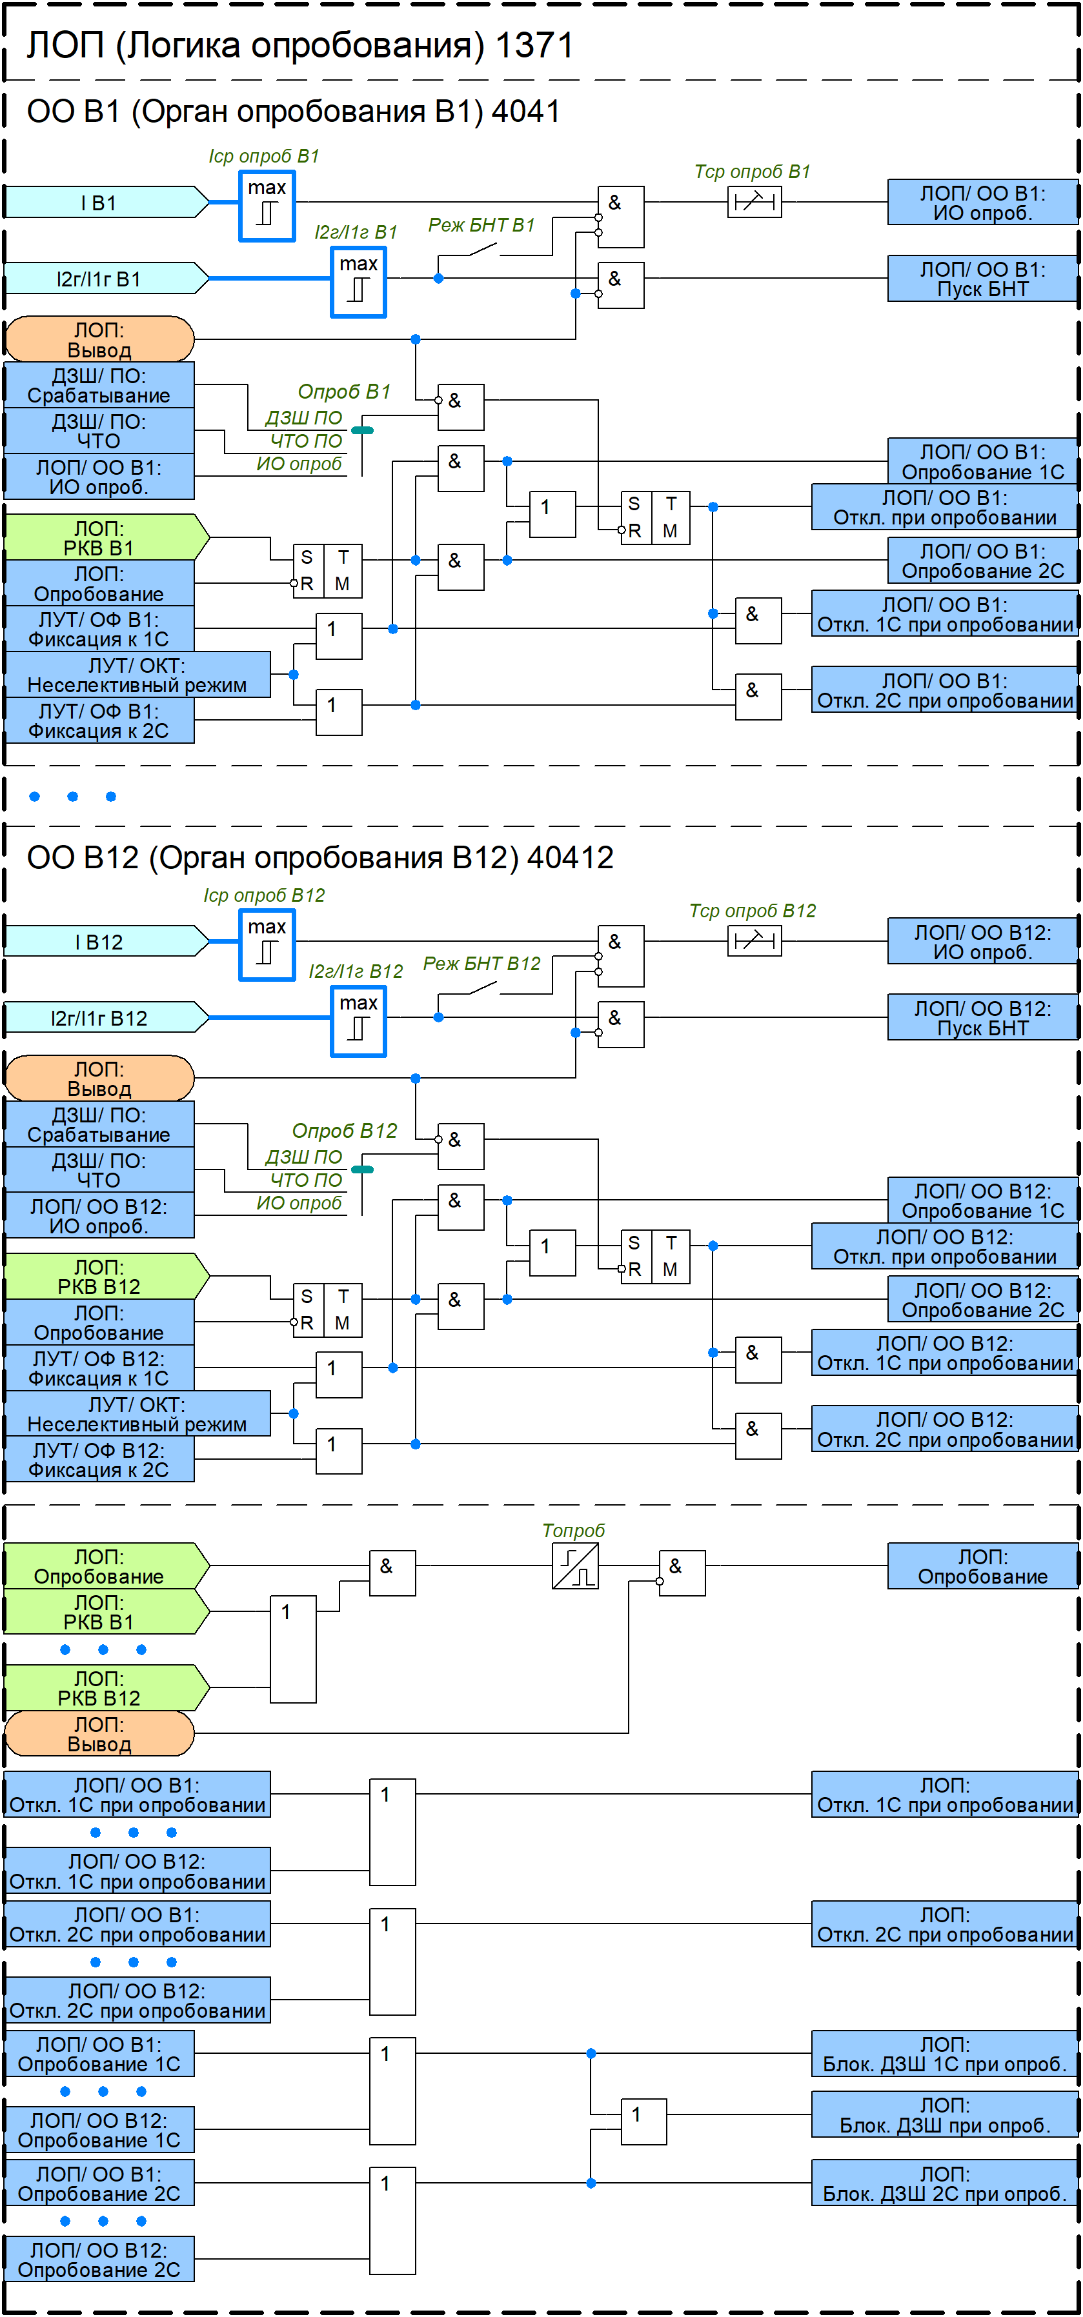 ЛОП (Логика опробования) 1371
ОО В1 (Орган опробования В1) 4041
Iср опроб В1
max
I В1
&
Тср опроб В1
ЛОП/ ОО В1:
ИО опроб.
I2г/I1г В1
Реж БНТ В1
I2г/I1г В1
max
&
ЛОП/ ОО В1:
Пуск БНТ
ЛОП:
Вывод
ДЗШ/ ПО:
Срабатывание
ДЗШ/ ПО:
ЧТО
ЛОП/ ОО В1:
ИО опроб.
Опроб В1
ДЗШ ПО
ЧТО ПО
ИО опроб
&
&
ЛОП/ ОО В1:
Опробование 1С
1
S T
R M
ЛОП/ ОО В1:
Откл. при опробовании
ЛОП:
РКВ В1
ЛОП:
Опробование
S T
R M
&
ЛОП/ ОО В1:
Опробование 2С
ЛУТ/ ОФ В1:
Фиксация к 1С
1
&
ЛОП/ ОО В1:
Откл. 1С при опробовании
ЛУТ/ ОКТ:
Неселективный режим
ЛУТ/ ОФ В1:
Фиксация к 2С
1
&
ЛОП/ ОО В1:
Откл. 2С при опробовании
ОО В12 (Орган опробования В12) 40412
Iср опроб В12
max
I В12
&
Тср опроб В12
ЛОП/ ОО В12:
ИО опроб.
I2г/I1г В12
Реж БНТ В12
I2г/I1г В12
max
&
ЛОП/ ОО В12:
Пуск БНТ
ЛОП:
Вывод
ДЗШ/ ПО:
Срабатывание
ДЗШ/ ПО:
ЧТО
ЛОП/ ОО В12:
ИО опроб.
Опроб В12
ДЗШ ПО
ЧТО ПО
ИО опроб
&
&
ЛОП/ ОО В12:
Опробование 1С
1
S T
R M
ЛОП/ ОО В12:
Откл. при опробовании
ЛОП:
РКВ В12
ЛОП:
Опробование
S T
R M
&
ЛОП/ ОО В12:
Опробование 2С
ЛУТ/ ОФ В12:
Фиксация к 1С
1
&
ЛОП/ ОО В12:
Откл. 1С при опробовании
ЛУТ/ ОКТ:
Неселективный режим
ЛУТ/ ОФ В12:
Фиксация к 2С
1
&
ЛОП/ ОО В12:
Откл. 2С при опробовании
ЛОП:
Опробование
&
Топроб
&
ЛОП:
Опробование
ЛОП:
РКВ В1
1
ЛОП:
РКВ В12
ЛОП:
Вывод
ЛОП/ ОО В1:
Откл. 1С при опробовании
1
ЛОП:
Откл. 1С при опробовании
ЛОП/ ОО В12:
Откл. 1С при опробовании
ЛОП/ ОО В1:
Откл. 2С при опробовании
1
ЛОП:
Откл. 2С при опробовании
ЛОП/ ОО В12:
Откл. 2С при опробовании
ЛОП/ ОО В1:
Опробование 1С
1
ЛОП:
Блок. ДЗШ 1С при опроб.
ЛОП/ ОО В12:
Опробование 1С
1
ЛОП:
Блок. ДЗШ при опроб.
ЛОП/ ОО В1:
Опробование 2С
1
ЛОП:
Блок. ДЗШ 2С при опроб.
ЛОП/ ОО В12:
Опробование 2С